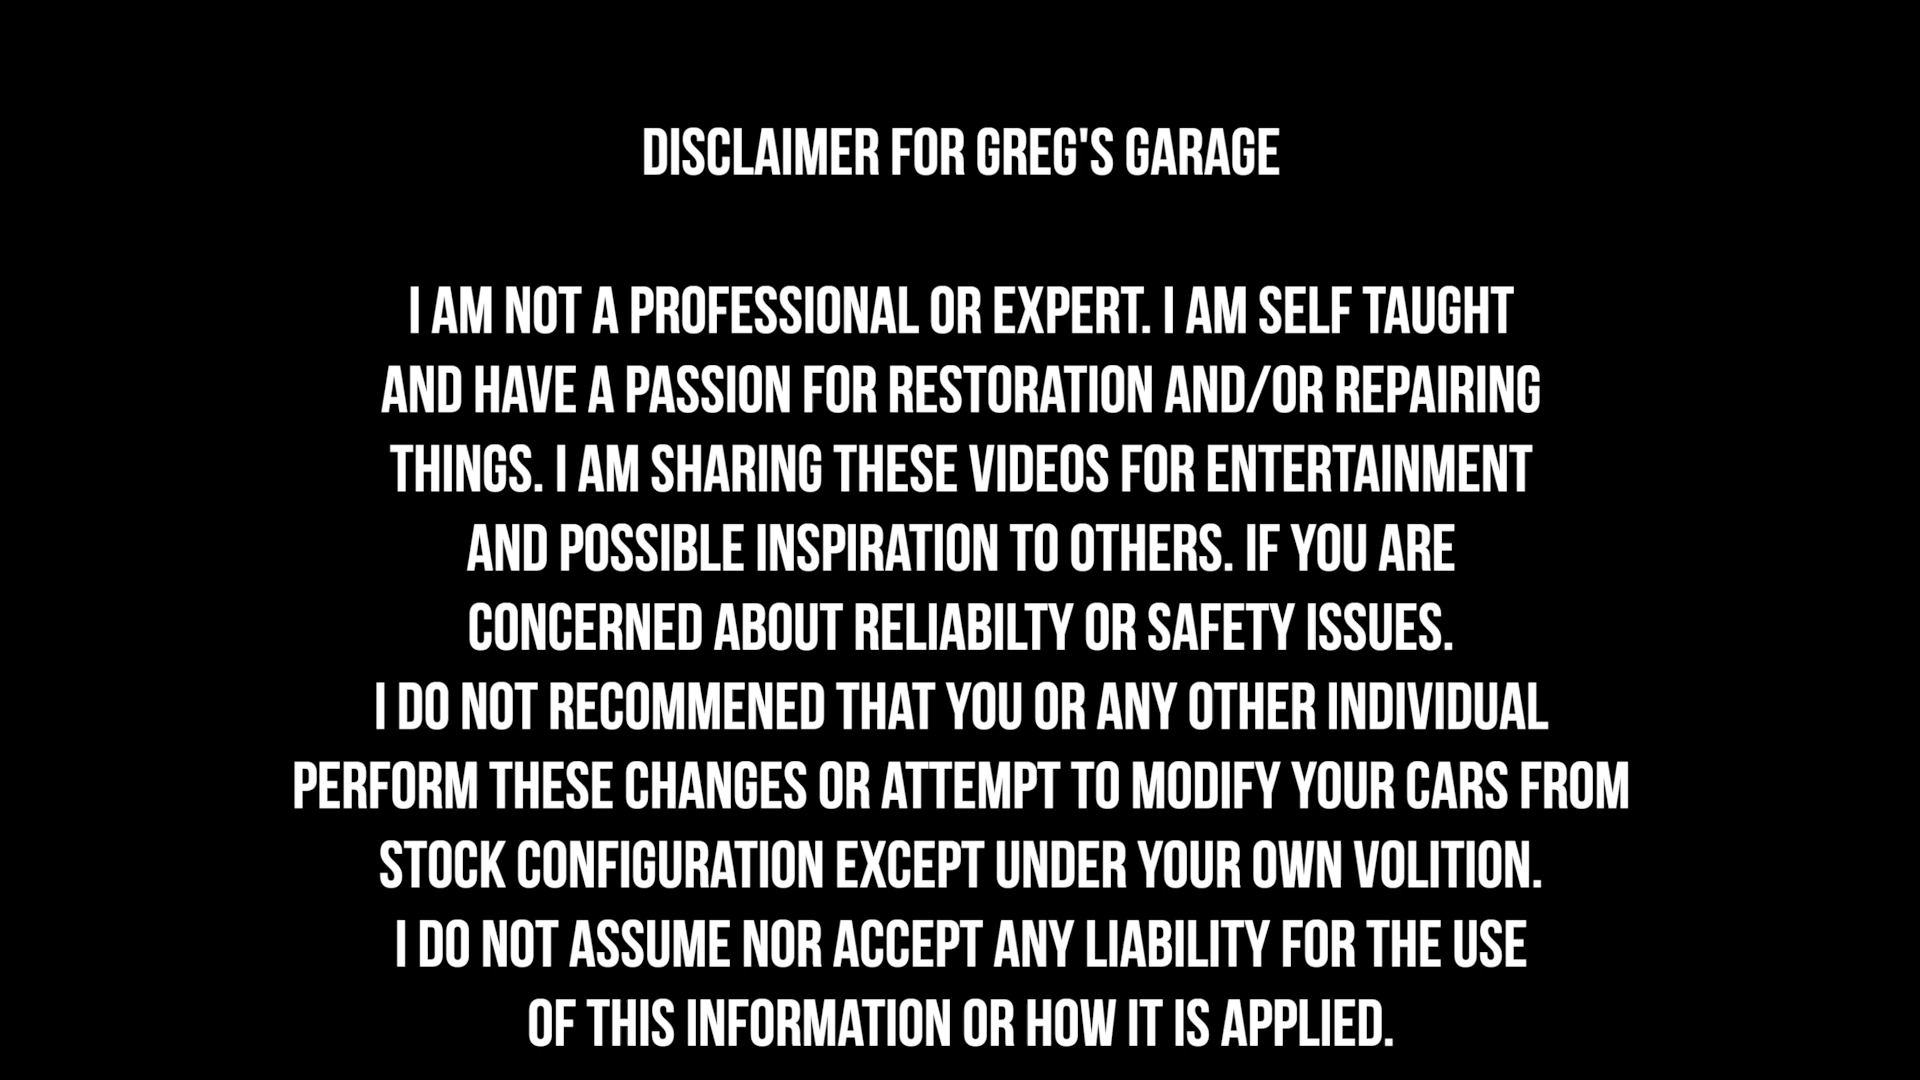 DISCLAIMER FOR GREG'S GARAGE
I AM NOT A PROFESSIONAL OR EXPERT. I AM SELF TAUGHT
AND HAVE A PASSION FOR RESTORATION AND/OR REPAIRING
THINGS. I AM SHARING THESE VIDEOS FOR ENTERTAINMENT
AND POSSIBLE INSPIRATION TO OTHERS. IF YOU ARE
CONCERNED ABOUT RELIABILTY OR SAFETY ISSUES.
I DO NOT RECOMMENED THAT YOU OR ANY OTHER INDIVIDUAL
PERFORM THESE CHANGES OR ATTEMPT TO MODIFY YOUR CARS FROM
STOCK CONFIGURATION EXCEPT UNDER YOUR OWN VOLITION.
I DO NOT ASSUME NOR ACCEPT ANY LIABILITY FOR THE USE
OF THIS INFORMATION OR HOW IT IS APPLIED.